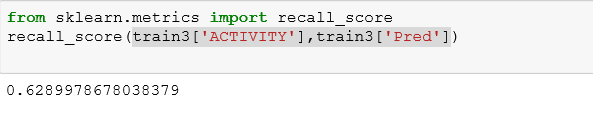 from sklearn.metrics import recall_score
recall_score(train3['ACTIVITY'],train3['Pred'])
0.6289978678038379